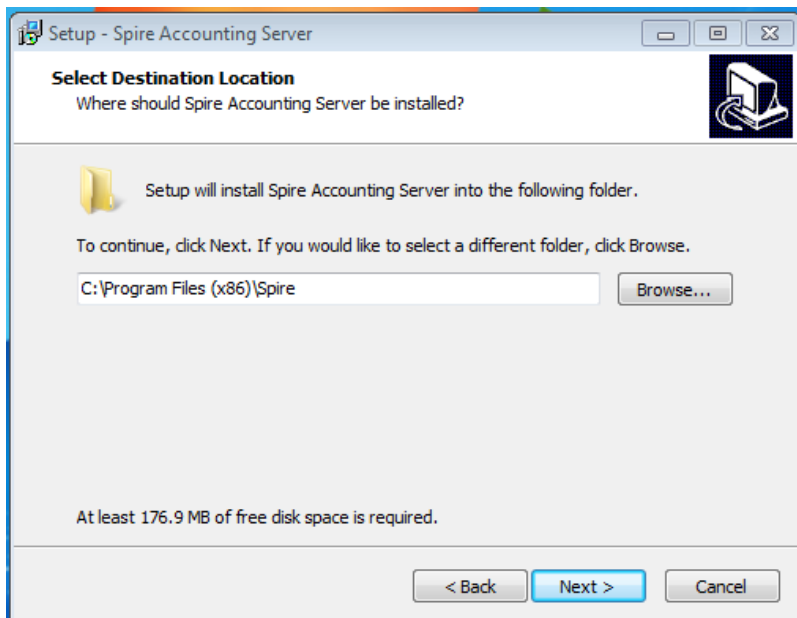 Setup - Spire Accounting Server
Select Destination Location
Where should Spire Accounting Server be installed?
Setup will install Spire Accounting Server into the following folder.
To continue, click Next. If you would like to select a different folder, click Browse.
C:\Program Files (x86)\Spire
Browse...
At least 176.9 MB of free disk space is required.
< Back
Next >
Cancel